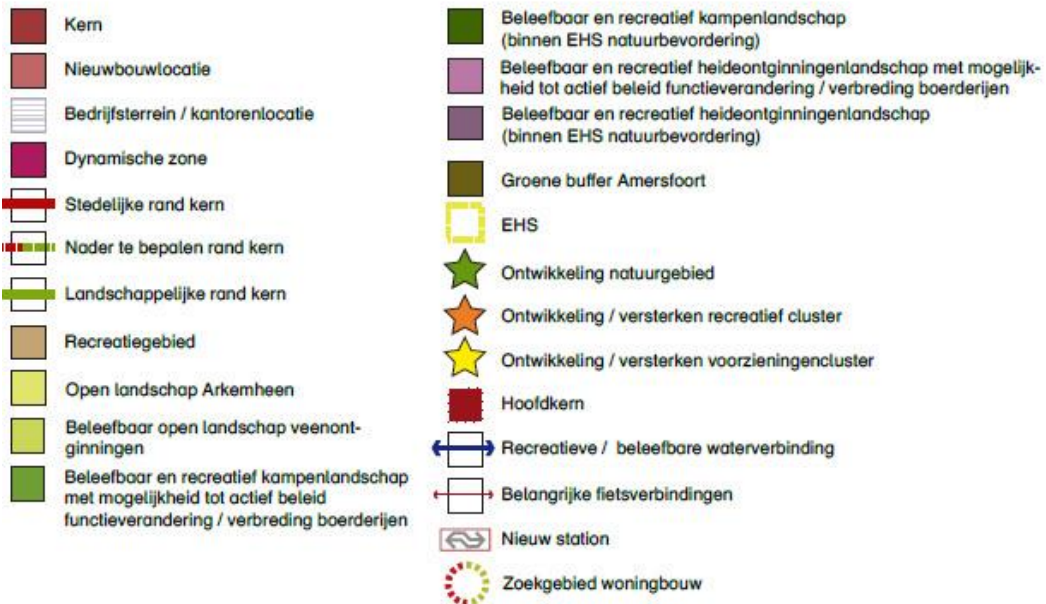 Kern
Nieuwbouwlocatie
Bedrijfsterrein / kantorenlocatie
Dynamische zone
Stedelijke rand kern
Nader te bepalen rand kern
Landschappelijke rand kern
Recreatiegebied
Open landschap Arkemheen
Beleefbaar open landschap veenont-
ginningen
Beleefbaar en recreatief kampenlandschap
met mogelijkheid tot actief beleid
functieverandering / verbreding boerderijen
Beleefbaar en recreatief kampenlandschap
(binnen EHS natuurbevordering)
Beleefbaar en recreatief heideontginningenlandschap met mogelijk-
heid tot actief beleid functieverandering / verbreding boerderijen
Beleefbaar en recreatief heideontginningenlandschap
(binnen EHS natuurbevordering)
Groene buffer Amersfoort
EHS
Ontwikkeling natuurgebied
Ontwikkeling / versterken recreatief cluster
Ontwikkeling / versterken voorzieningencluster
Hoofdkern
Recreatieve / beleefbare waterverbinding
Belangrijke fietsverbindingen
Nieuw station
Zoekgebied woningbouw